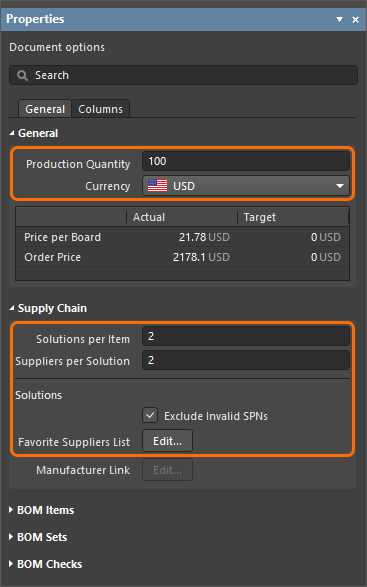 Properties
Document options
Search
General Columns
General
Production Quantity 100
Currency USD
Actual Target
Price per Board 21.78 USD 0 USD
Order Price 2178.1 USD 0 USD
Supply Chain
Solutions per Item 2
Suppliers per Solution 2
Solutions
Exclude Invalid SPNs
Favorite Suppliers List Edit...
Manufacturer Link Edit...
BOM Items
BOM Sets
BOM Checks